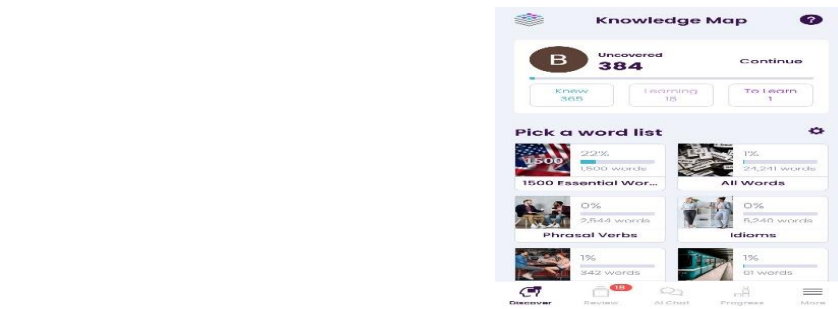 Knowledge Map
?
B
Uncovered
384
Continue
Knew
365
Learning
18
To Learn
1
Pick a word list
1500
22%
1,500 words
1500 Essential Wor...
1%
24,241 words
All Words
0%
2,544 words
Phrasal Verbs
0%
5,240 words
Idioms
1%
342 words
1%
61 words
18
Discover
Review
AI Chat
Progress
More